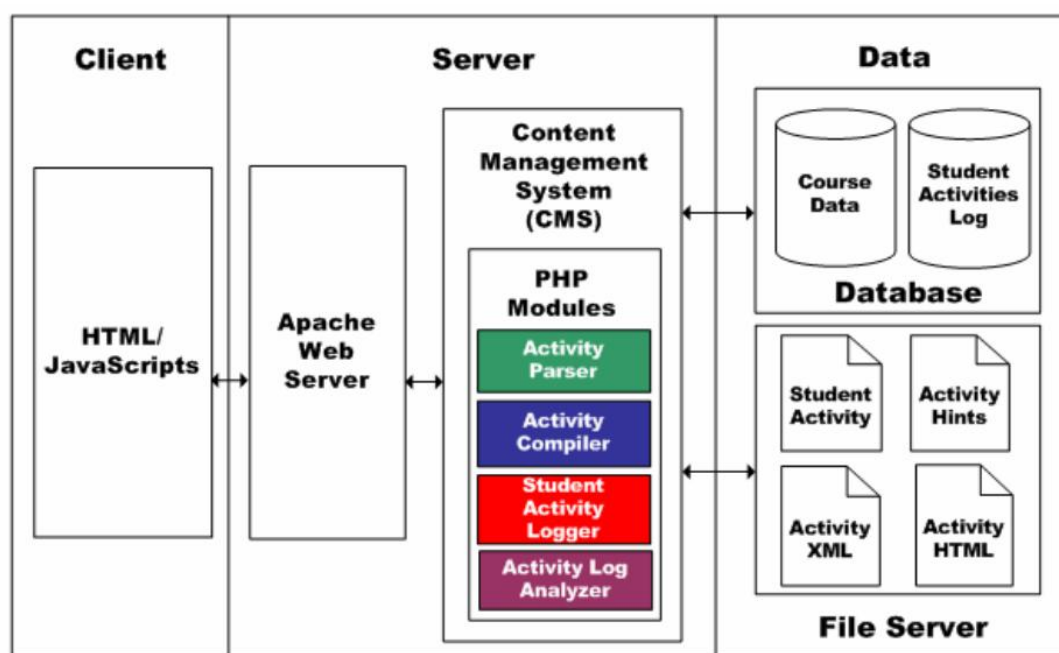 Client
Server
Data
HTML/
JavaScripts
Apache
Web
Server
Content
Management
System
(CMS)
PHP
Modules
Activity
Parser
Activity
Compiler
Student
Activity
Logger
Activity Log
Analyzer
Course
Data
Student
Activities
Log
Database
Student
Activity
Activity
Hints
Activity
XML
Activity
HTML
File Server